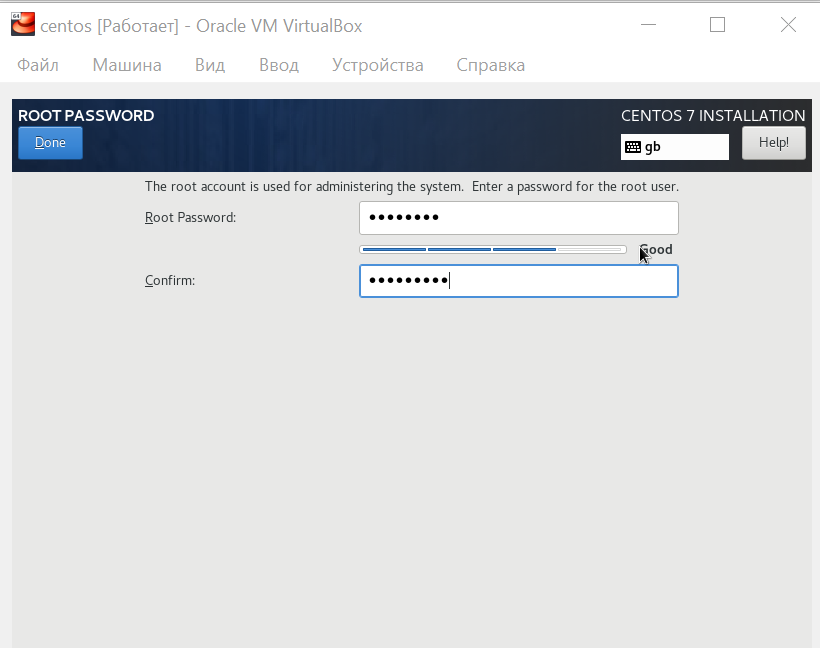 centos [Работает] - Oracle VM VirtualBox
Файл Машина Вид Ввод Устройства Справка
ROOT PASSWORD
CENTOS 7 INSTALLATION
Done
gb
Help!
The root account is used for administering the system. Enter a password for the root user.
Root Password: ●●●●●●●●
Good
Confirm: ●●●●●●●●●